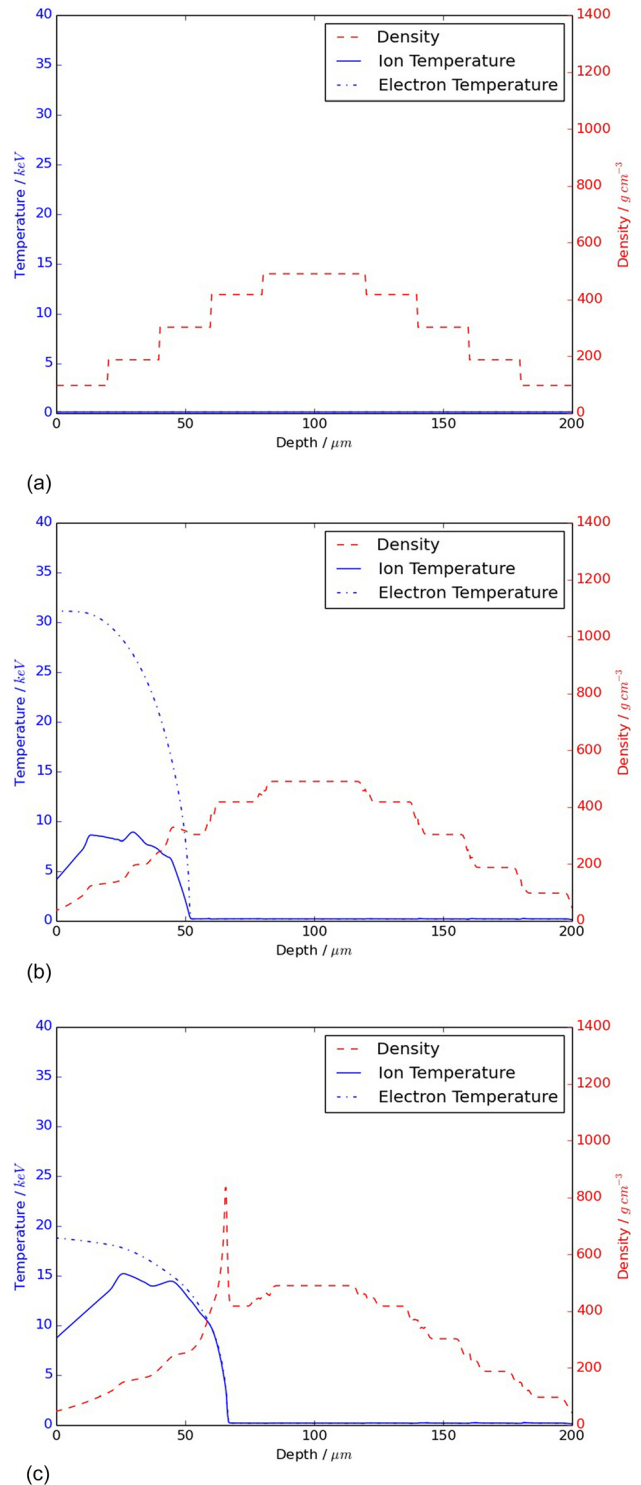 40
35
30
25
20
15
10
5
0
Temperature / keV
1400
1200
1000
800
600
400
200
0
Density / g cm⁻³
Density
Ion Temperature
Electron Temperature
0 50 100 150 200
Depth / μm
(a)
40
35
30
25
20
15
10
5
0
Temperature / keV
1400
1200
1000
800
600
400
200
0
Density / g cm⁻³
Density
Ion Temperature
Electron Temperature
0 50 100 150 200
Depth / μm
(b)
40
35
30
25
20
15
10
5
0
Temperature / keV
1400
1200
1000
800
600
400
200
0
Density / g cm⁻³
Density
Ion Temperature
Electron Temperature
0 50 100 150 200
Depth / μm
(c)